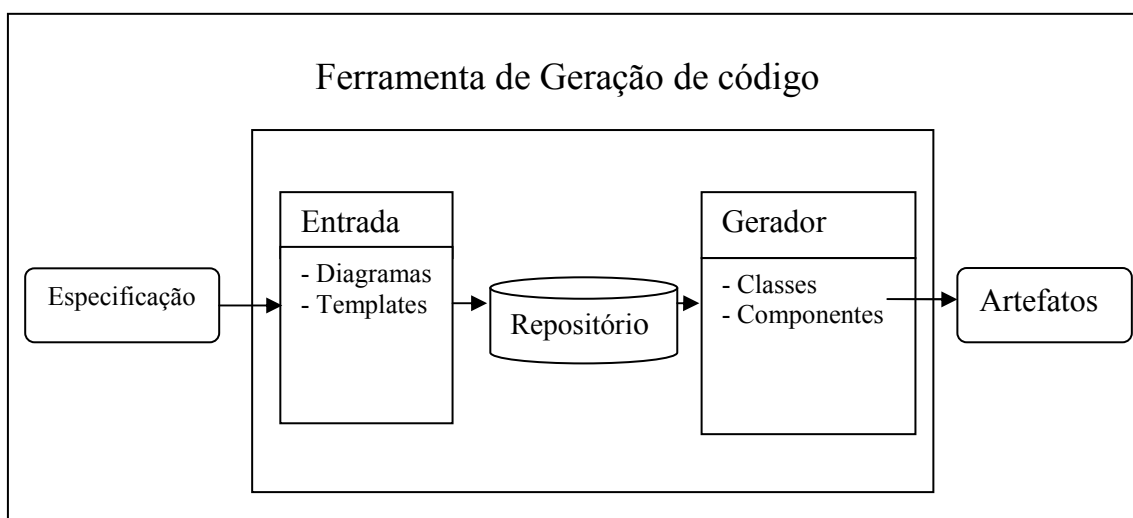 Ferramenta de Geração de código
Especificação
Entrada
- Diagramas
- Templates
Repositório
Gerador
- Classes
- Componentes
Artefatos